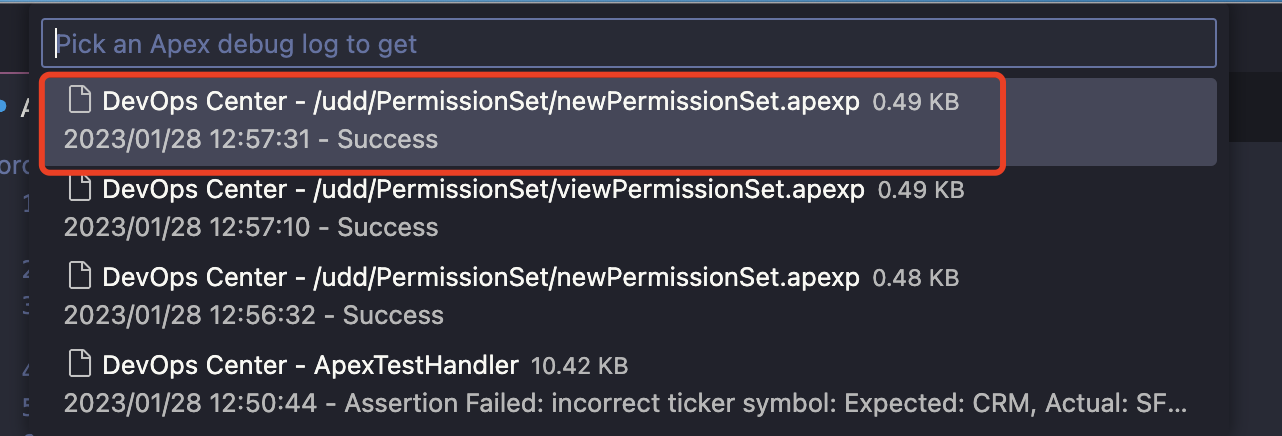 Pick an Apex debug log to get
DevOps Center - /udd/PermissionSet/newPermissionSet.apexp 0.49 KB
2023/01/28 12:57:31 - Success
DevOps Center - /udd/PermissionSet/viewPermissionSet.apexp 0.49 KB
2023/01/28 12:57:10 - Success
DevOps Center - /udd/PermissionSet/newPermissionSet.apexp 0.48 KB
2023/01/28 12:56:32 - Success
DevOps Center - ApexTestHandler 10.42 KB
2023/01/28 12:50:44 - Assertion Failed: incorrect ticker symbol: Expected: CRM, Actual: SF...